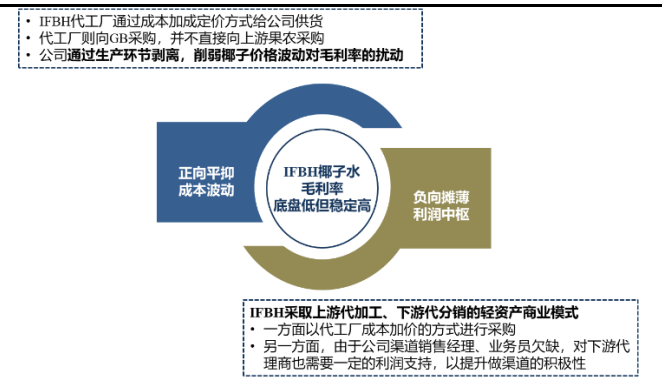 • IFBH代工厂通过成本加成定价方式给公司供货
• 代工厂则向GB采购，并不直接向上游果农采购
• 公司通过生产环节剥离，削弱椰子价格波动对毛利率的扰动
正向平抑
成本波动
IFBH椰子水
毛利率
底盘低但稳定高
负向摊薄
利润中枢
IFBH采取上游代加工、下游代分销的轻资产商业模式
• 一方面以代工厂成本加价的方式进行采购
• 另一方面，由于公司渠道销售经理、业务员欠缺，对下游代
理商也需要一定的利润支持，以提升做渠道的积极性